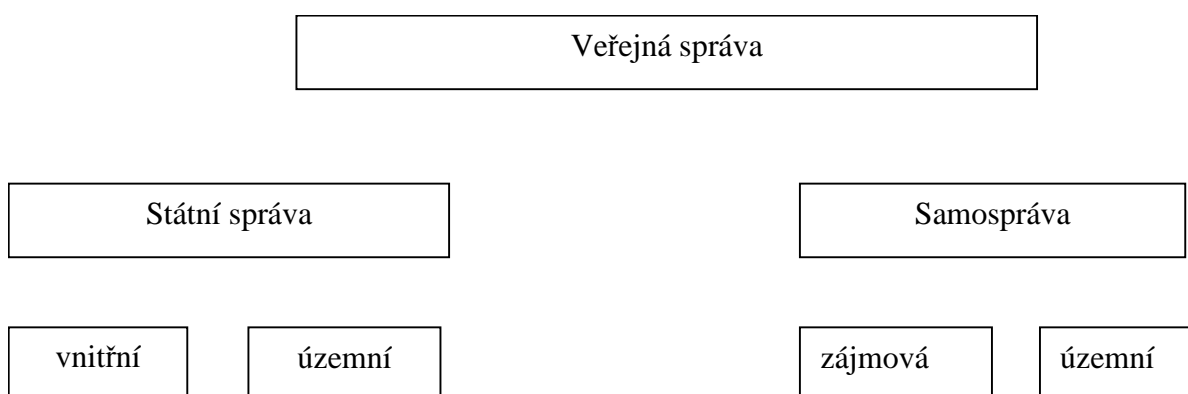 Veřejná správa
Státní správa
Samospráva
vnitřní
územní
zájmová
územní